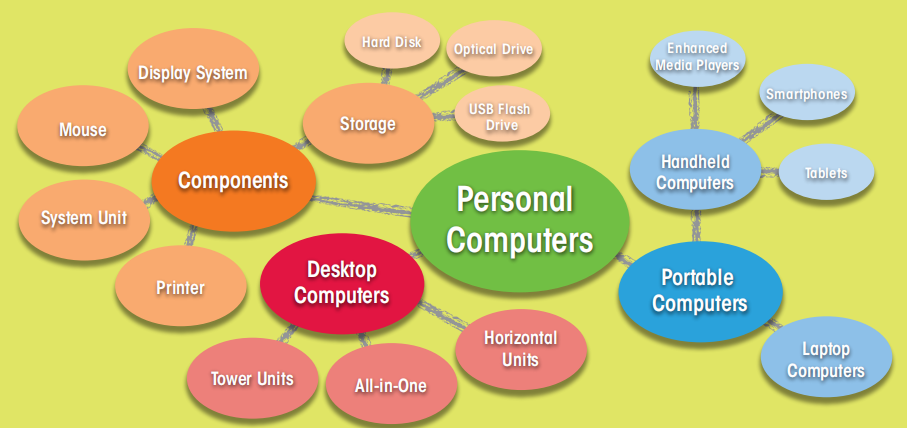 Hard Disk
Optical Drive
Enhanced
Media Players
Display System
Smartphones
USB Flash
Drive
Mouse
Storage
Handheld
Computers
Tablets
Components
Personal
Computers
System Unit
Desktop
Computers
Portable
Computers
Printer
Horizontal
Units
Laptop
Computers
Tower Units
All-in-One